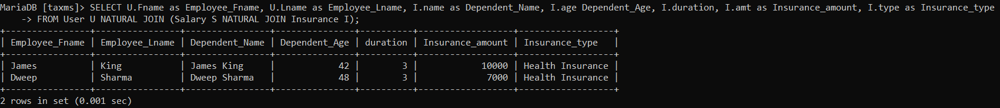 MariaDB [taxms]> SELECT U.Fname as Employee_Fname, U.Lname as Employee_Lname, I.name as Dependent_Name, I.age Dependent_Age, I.duration, I.amt as Insurance_amount, I.type as Insurance_type
    -> FROM User U NATURAL JOIN (Salary S NATURAL JOIN Insurance I);
+----------------+----------------+----------------+---------------+----------+------------------+------------------+
| Employee_Fname | Employee_Lname | Dependent_Name | Dependent_Age | duration | Insurance_amount | Insurance_type   |
+----------------+----------------+----------------+---------------+----------+------------------+------------------+
| James          | King           | James King     |            42 |        3 |            10000 | Health Insurance |
| Dweep          | Sharma         | Dweep Sharma   |            48 |        3 |             7000 | Health Insurance |
+----------------+----------------+----------------+---------------+----------+------------------+------------------+
2 rows in set (0.001 sec)